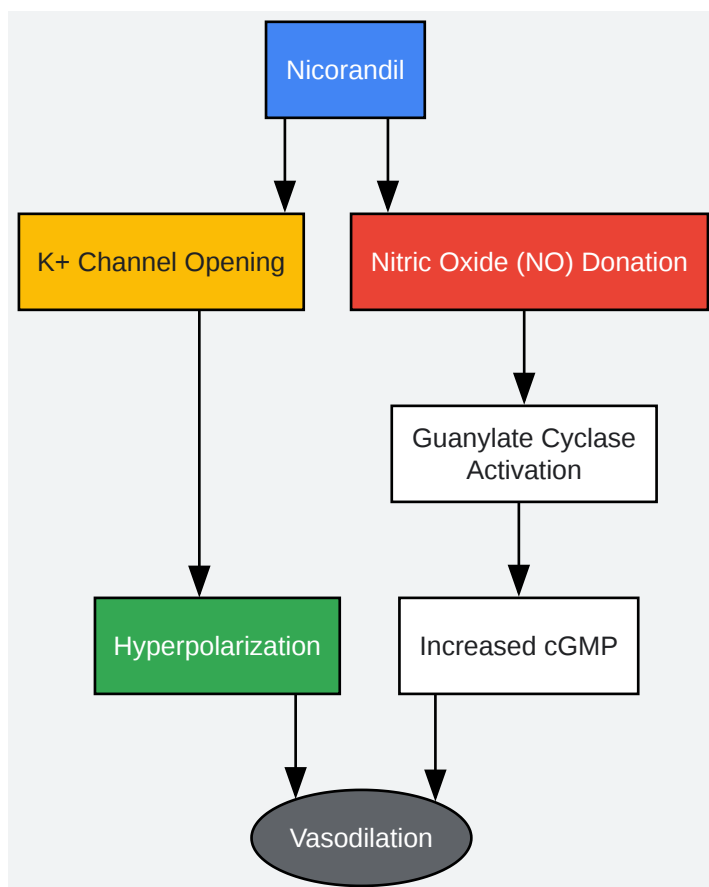 Nicorandil
K+ Channel Opening
Nitric Oxide (NO) Donation
Guanylate Cyclase
Activation
Hyperpolarization
Increased cGMP
Vasodilation